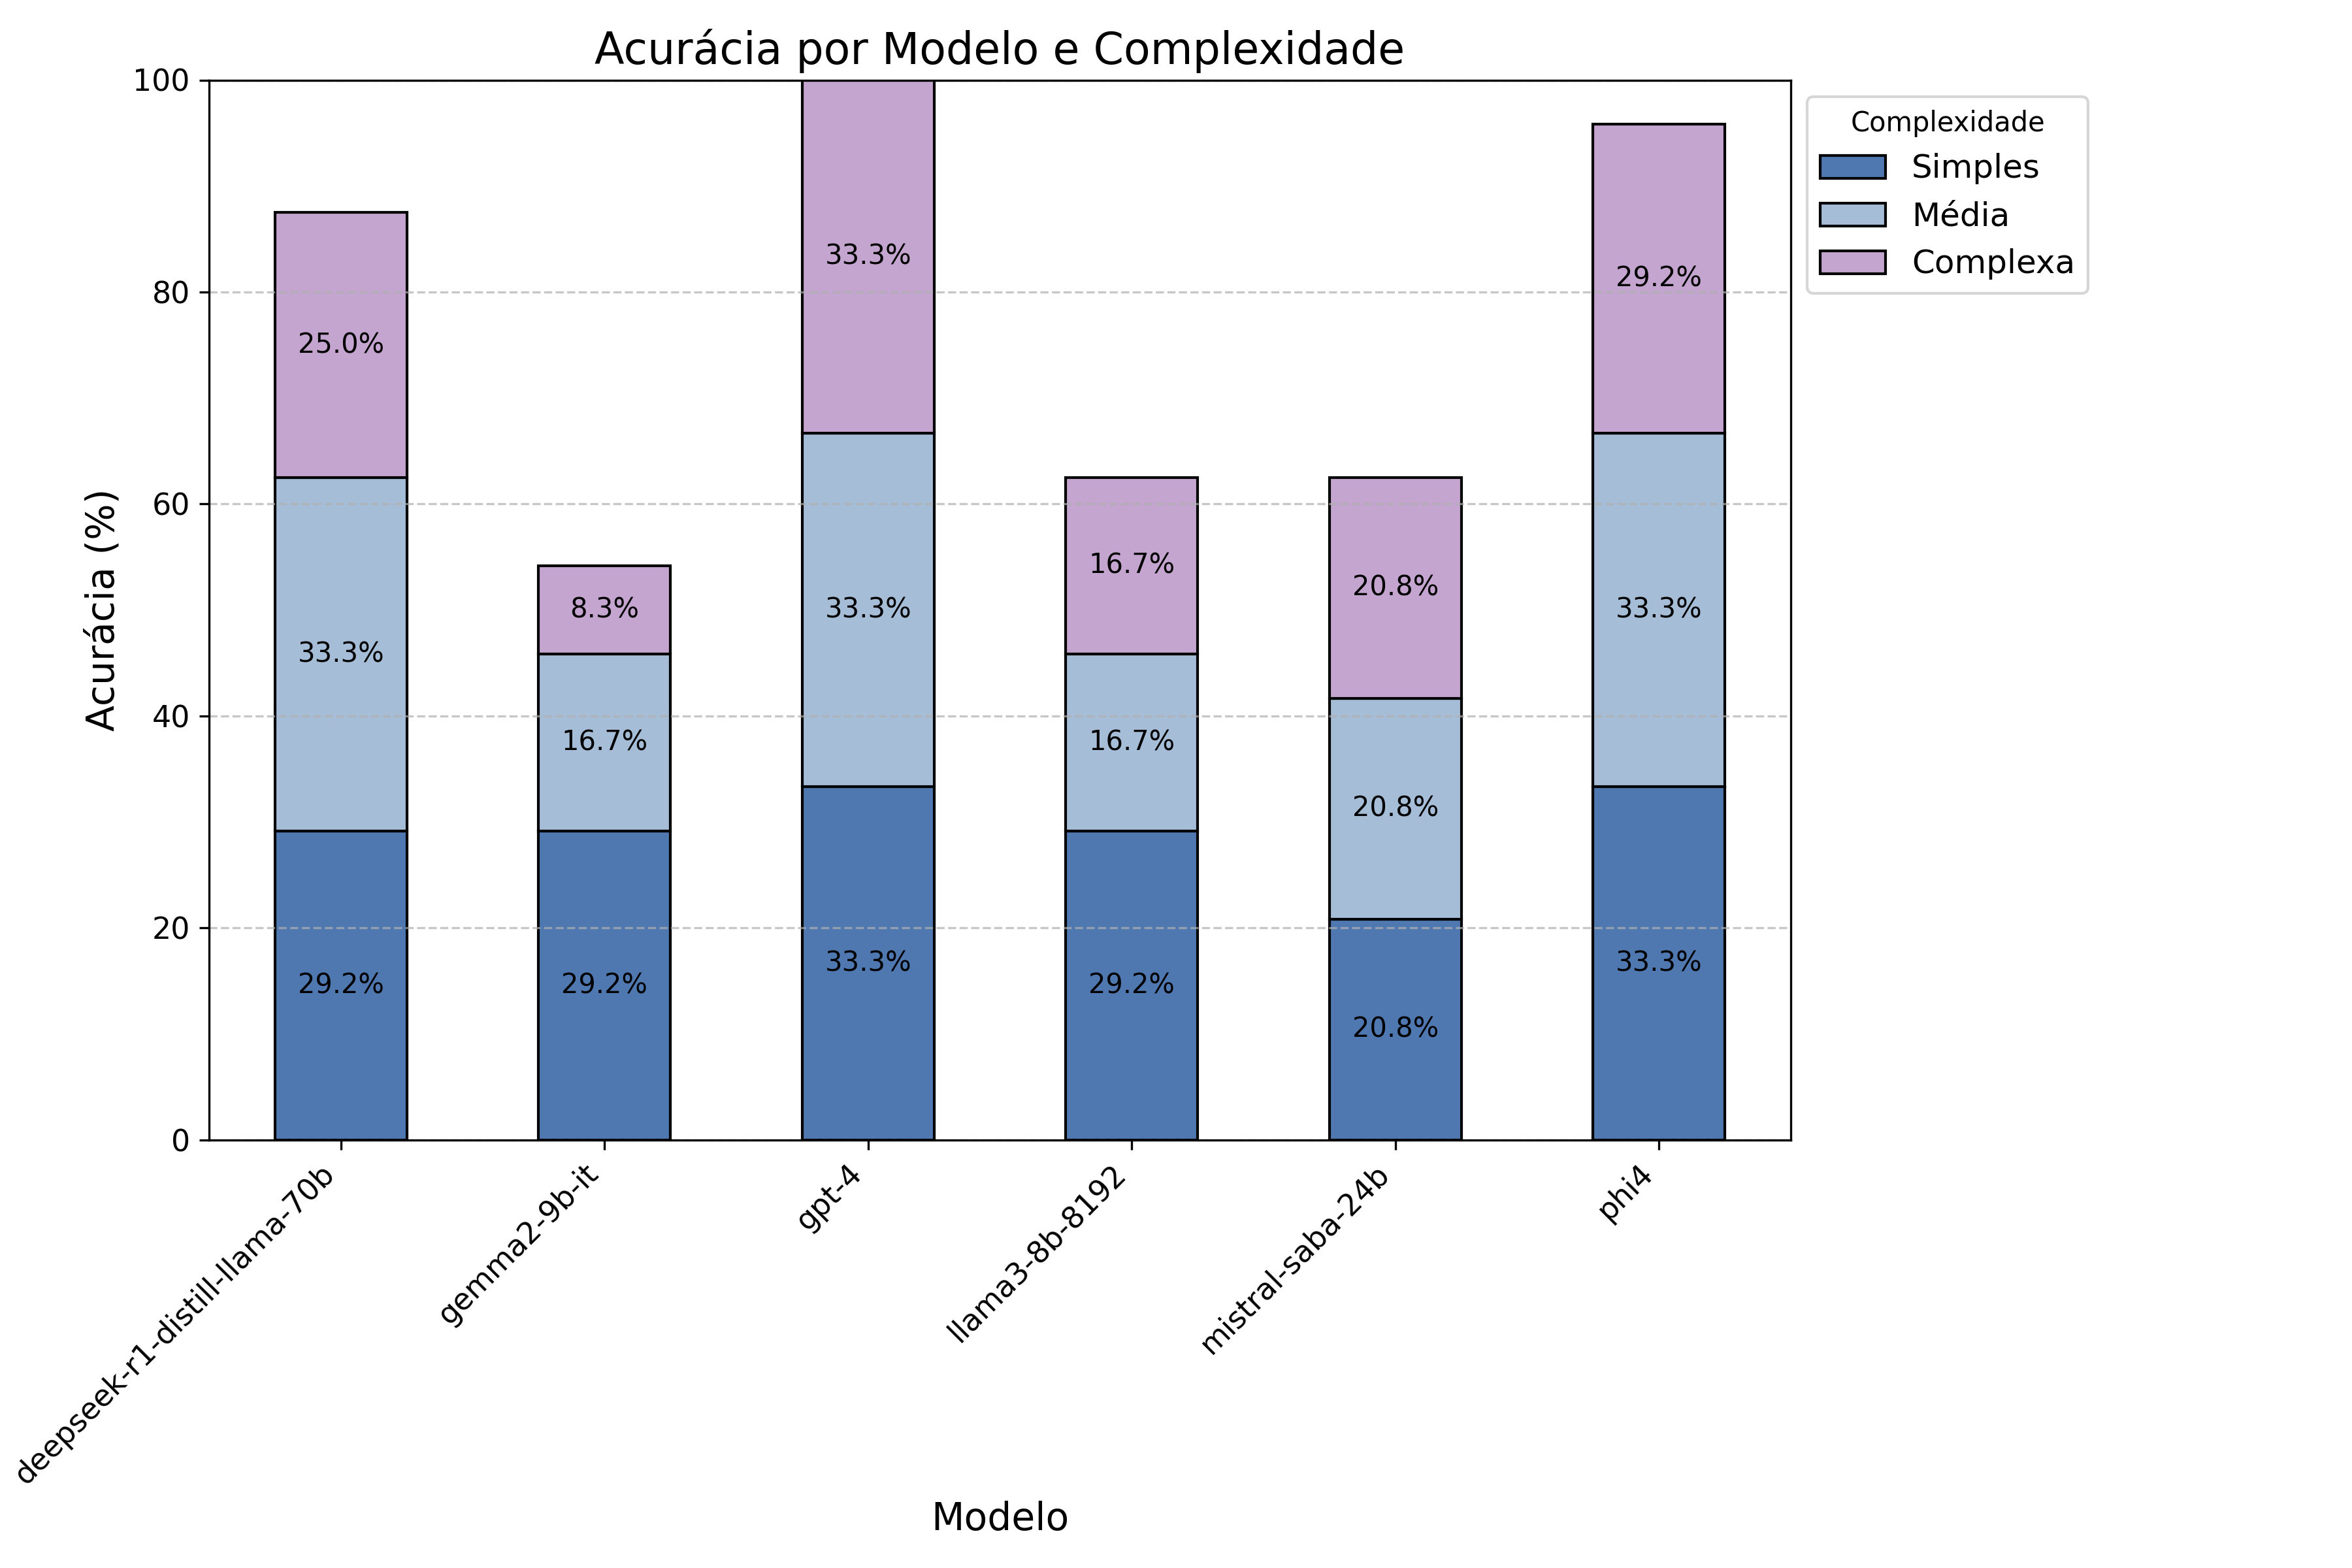 Acurácia por Modelo e Complexidade
Acurácia (%)
100
80
60
40
20
0
25.0%
33.3%
29.2%
8.3%
16.7%
29.2%
33.3%
33.3%
33.3%
16.7%
16.7%
29.2%
20.8%
20.8%
20.8%
29.2%
33.3%
33.3%
deepseek-r1-distill-llama-70b
gemma2-9b-it
gpt-4
llama3-8b-8192
mistral-saba-24b
phi4
Modelo
Complexidade
Simples
Média
Complexa